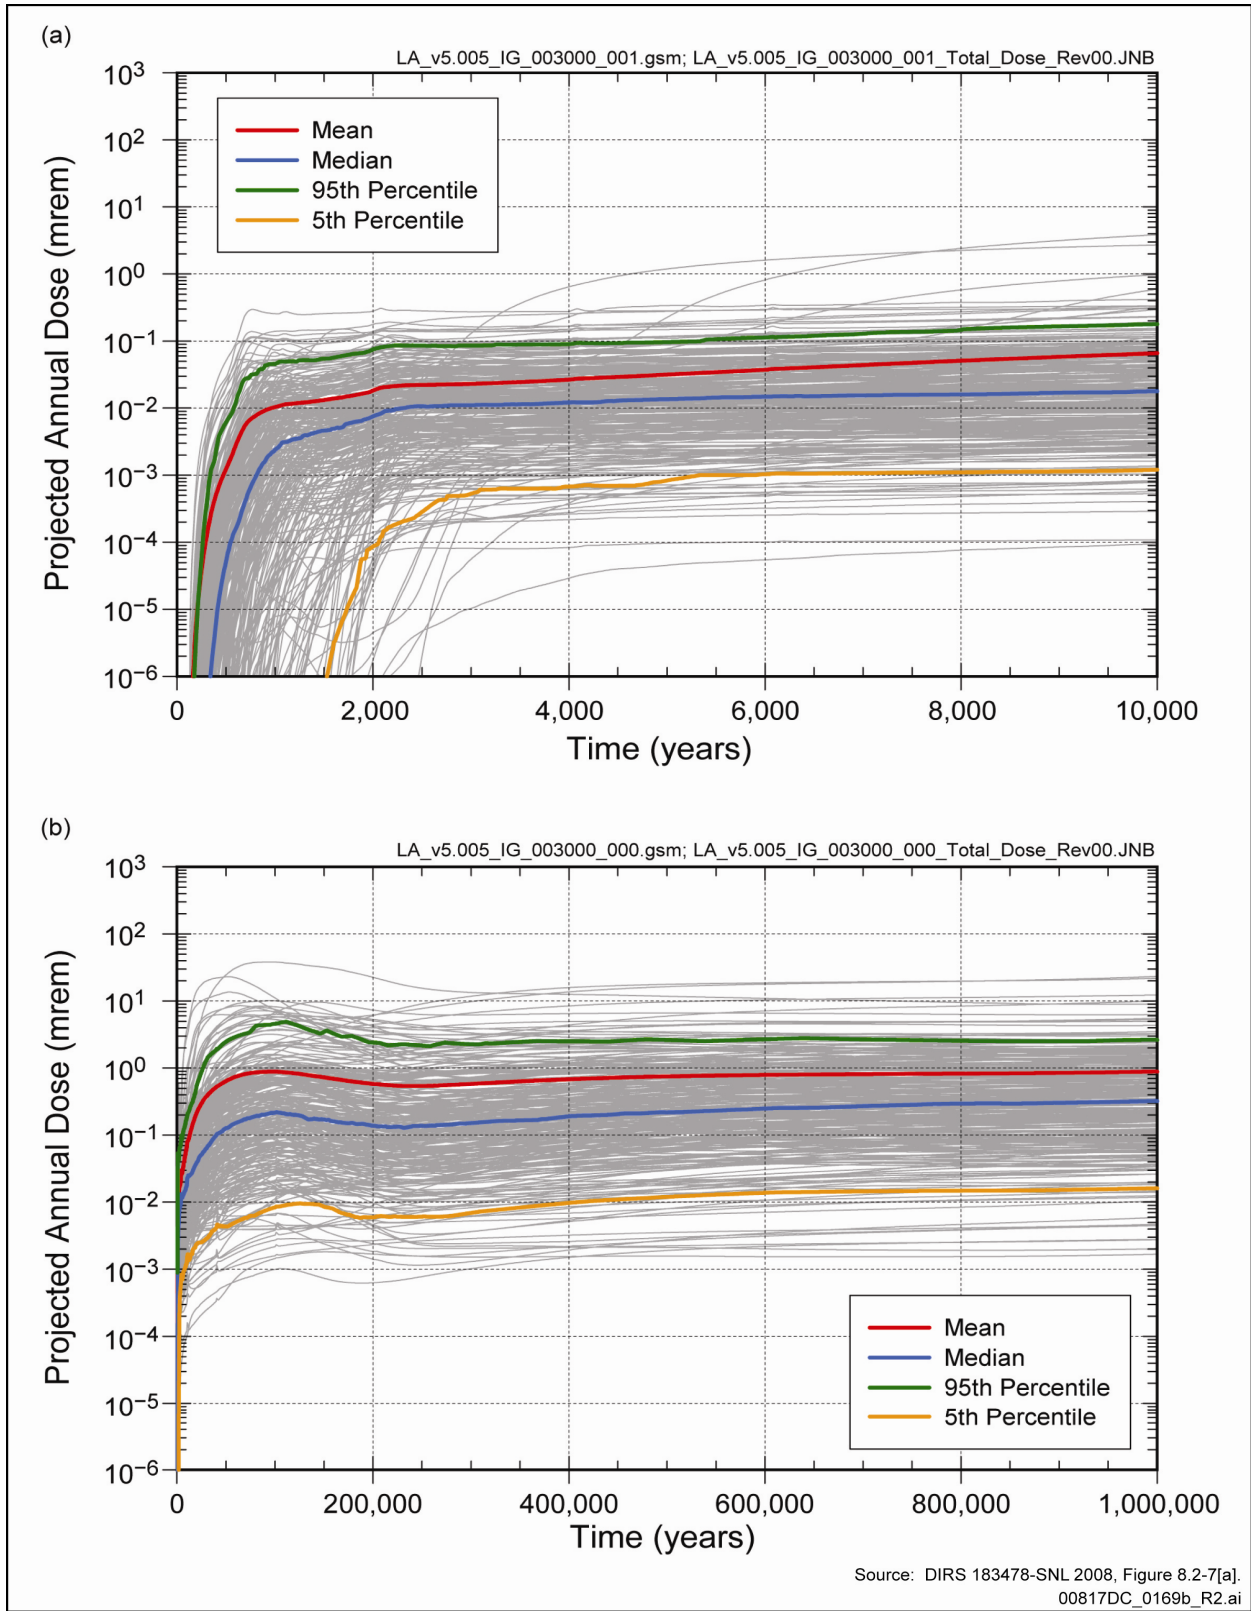 (a)
LA_v5.005_IG_003000_001.gsm; LA_v5.005_IG_003000_001_Total_Dose_Rev00.JNB
10³
10²
10¹
10⁰
10⁻¹
10⁻²
10⁻³
10⁻⁴
10⁻⁵
10⁻⁶
Projected Annual Dose (mrem)
Mean
Median
95th Percentile
5th Percentile
0 2,000 4,000 6,000 8,000 10,000
Time (years)
(b)
LA_v5.005_IG_003000_000.gsm; LA_v5.005_IG_003000_000_Total_Dose_Rev00.JNB
10³
10²
10¹
10⁰
10⁻¹
10⁻²
10⁻³
10⁻⁴
10⁻⁵
10⁻⁶
Projected Annual Dose (mrem)
Mean
Median
95th Percentile
5th Percentile
0 200,000 400,000 600,000 800,000 1,000,000
Time (years)
Source: DIRS 183478-SNL 2008, Figure 8.2-7[a].
00817DC_0169b_R2.ai